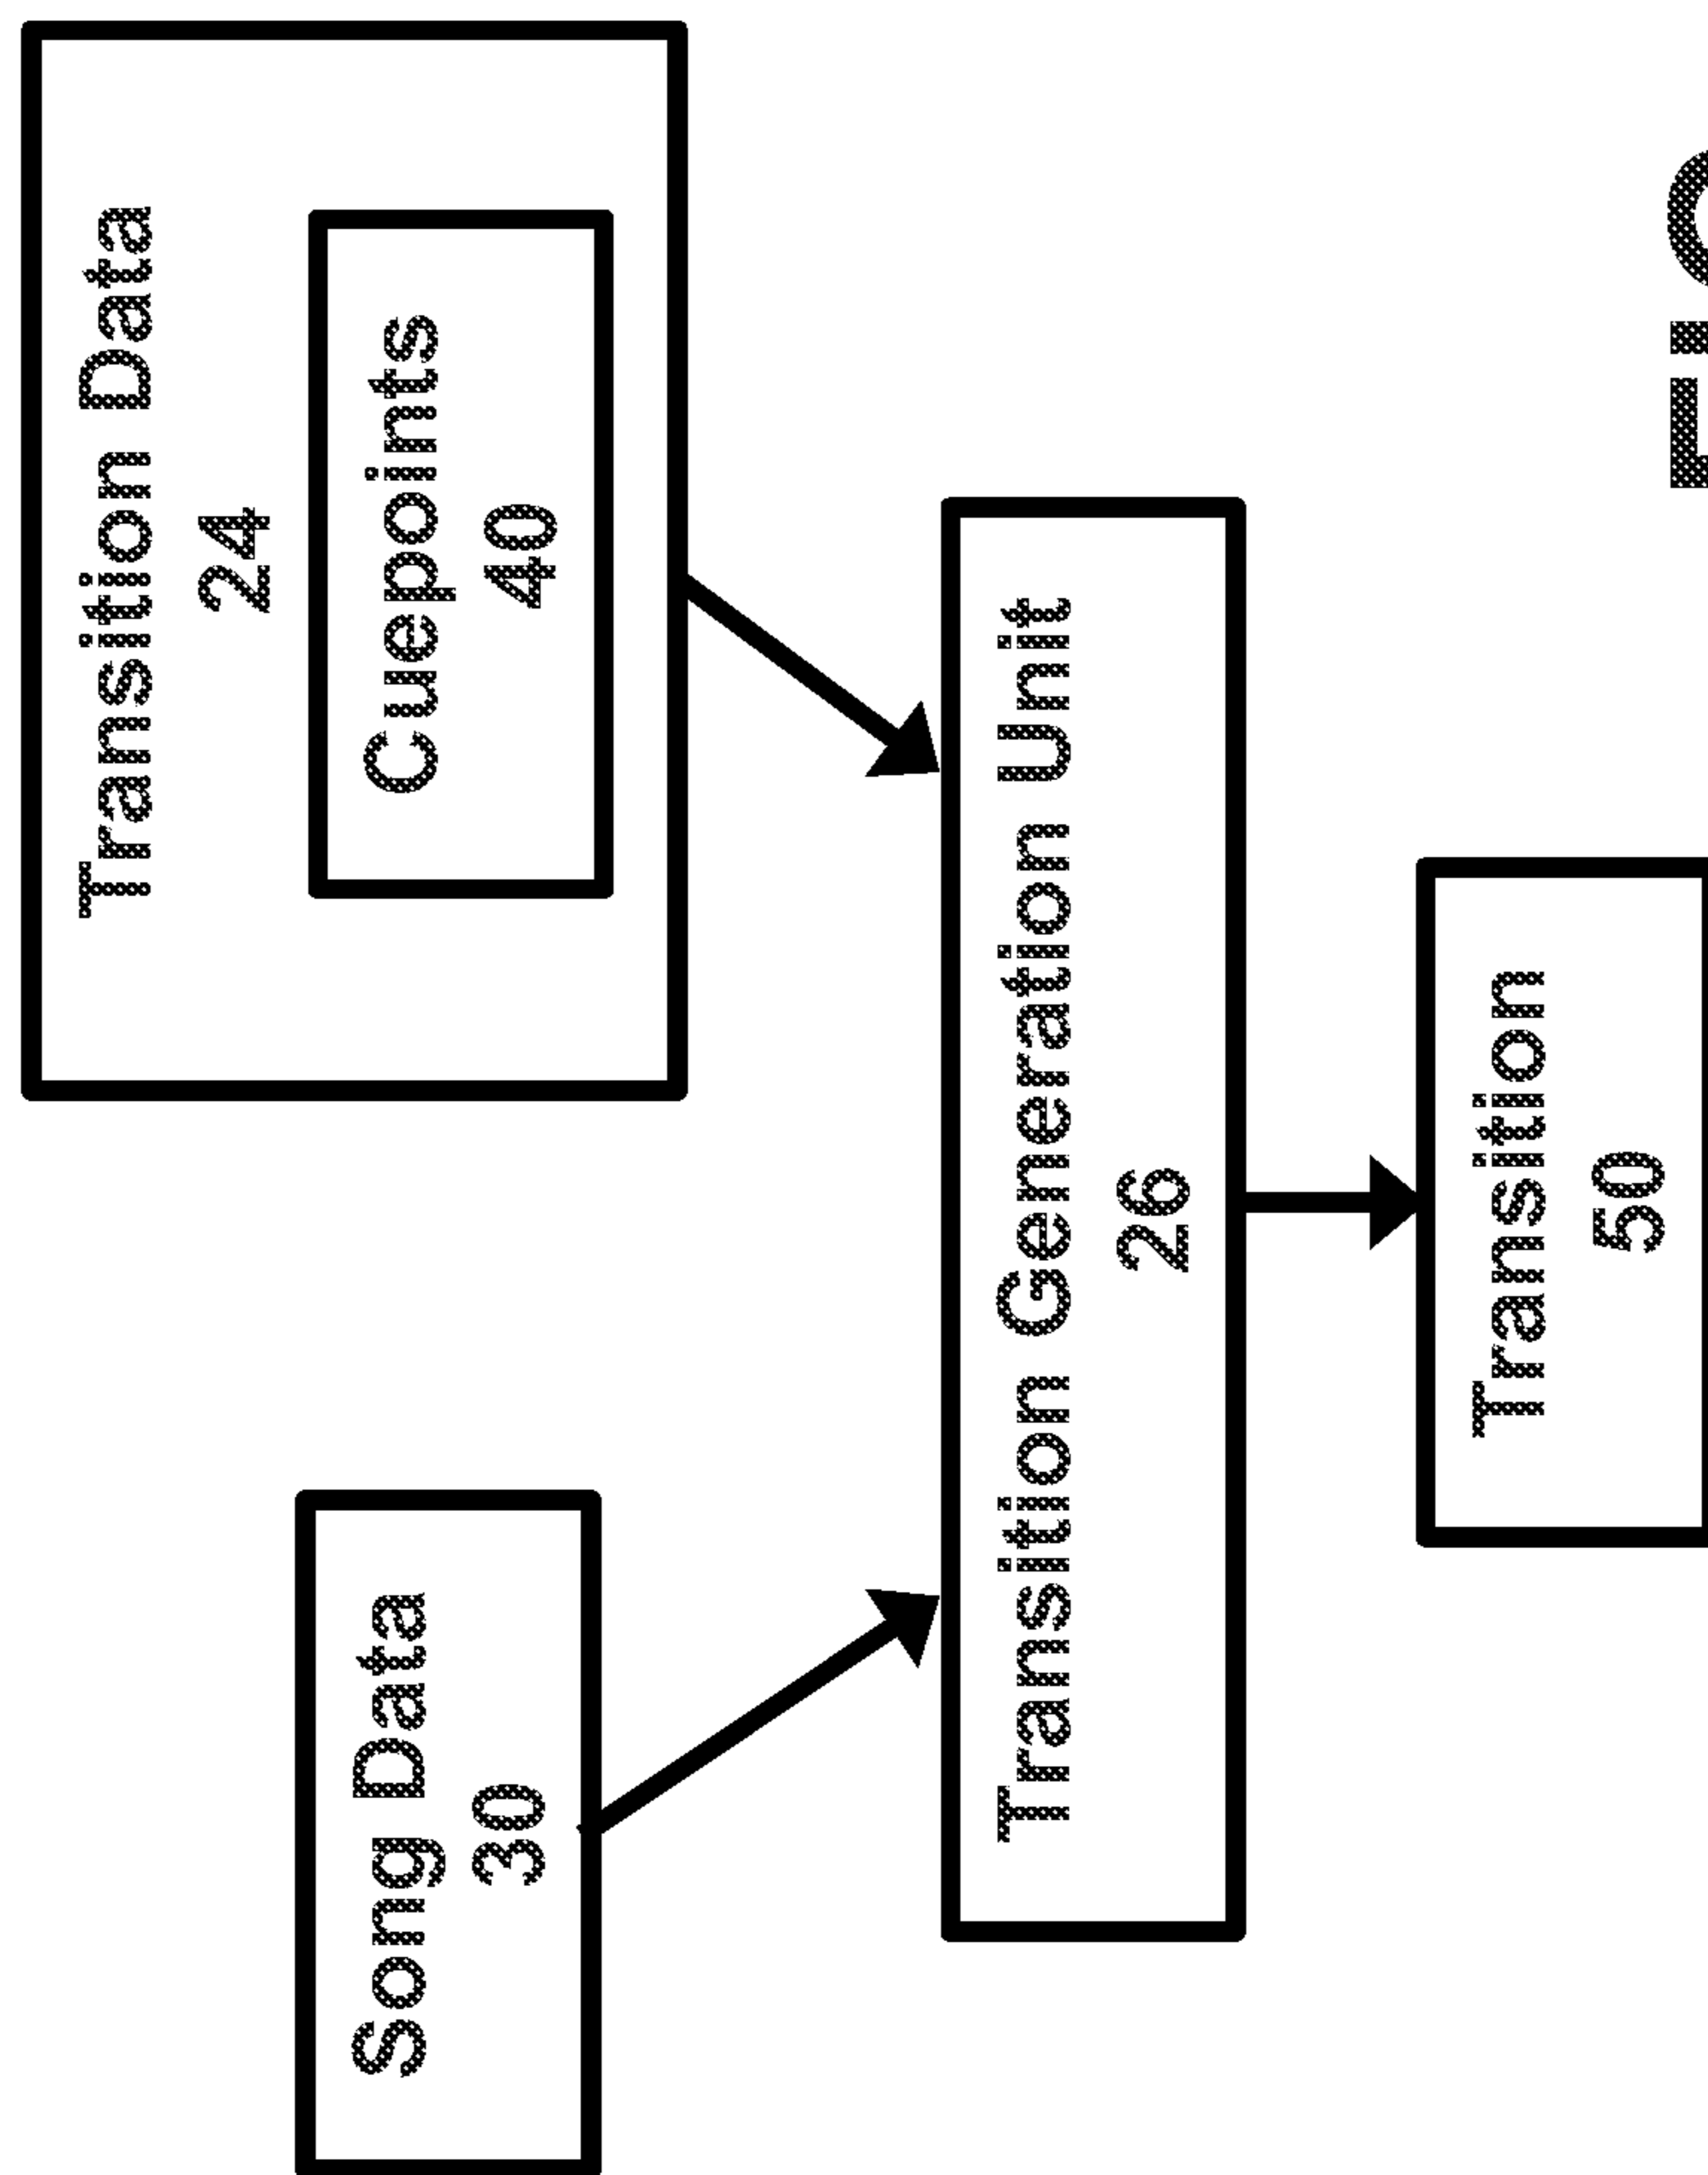 Song Data
30
Transition Data
24
Cuepoints
40
Transition Generation Unit
26
Transition
50